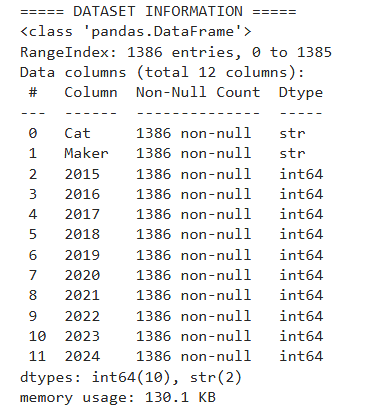 ===== DATASET INFORMATION =====
<class 'pandas.DataFrame'>
RangeIndex: 1386 entries, 0 to 1385
Data columns (total 12 columns):
 #   Column  Non-Null Count  Dtype
---  ------  --------------  -----
 0   Cat     1386 non-null   str
 1   Maker   1386 non-null   str
 2   2015    1386 non-null   int64
 3   2016    1386 non-null   int64
 4   2017    1386 non-null   int64
 5   2018    1386 non-null   int64
 6   2019    1386 non-null   int64
 7   2020    1386 non-null   int64
 8   2021    1386 non-null   int64
 9   2022    1386 non-null   int64
 10  2023    1386 non-null   int64
 11  2024    1386 non-null   int64
dtypes: int64(10), str(2)
memory usage: 130.1 KB